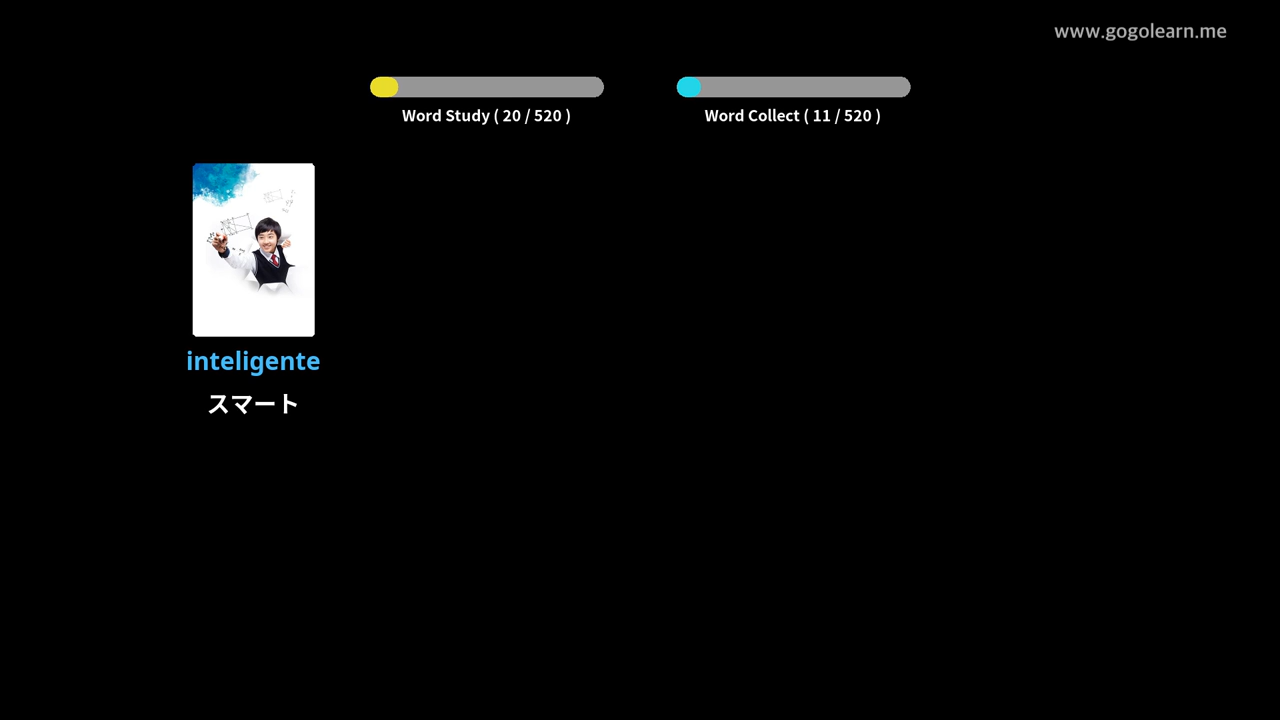 www.gogolearn.me
Word Study ( 20 / 520 )
Word Collect ( 11 / 520 )
inteligente
スマート